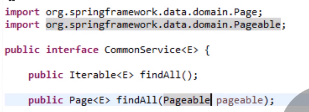 import org.springframework.data.domain.Page;
import org.springframework.data.domain.Pageable;
public interface CommonService<E> {
public Iterable<E> findAll();
public Page<E> findAll(Pageable pageable);